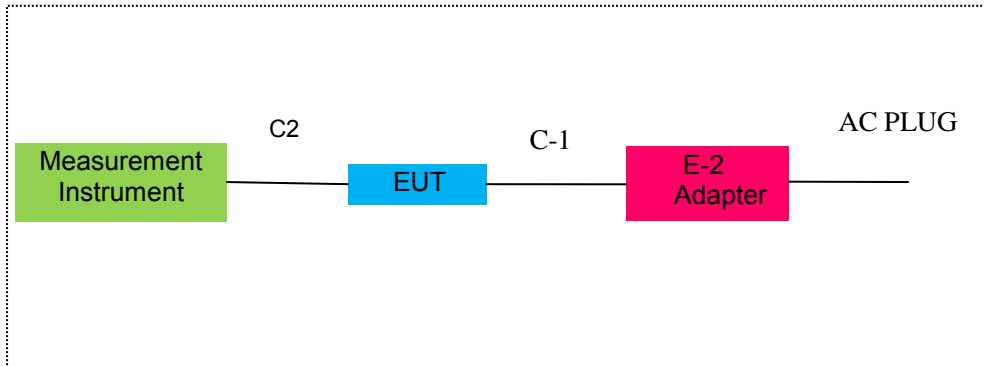 AC PLUG
C2
C-1
Measurement
Instrument
EUT
E-2
Adapter